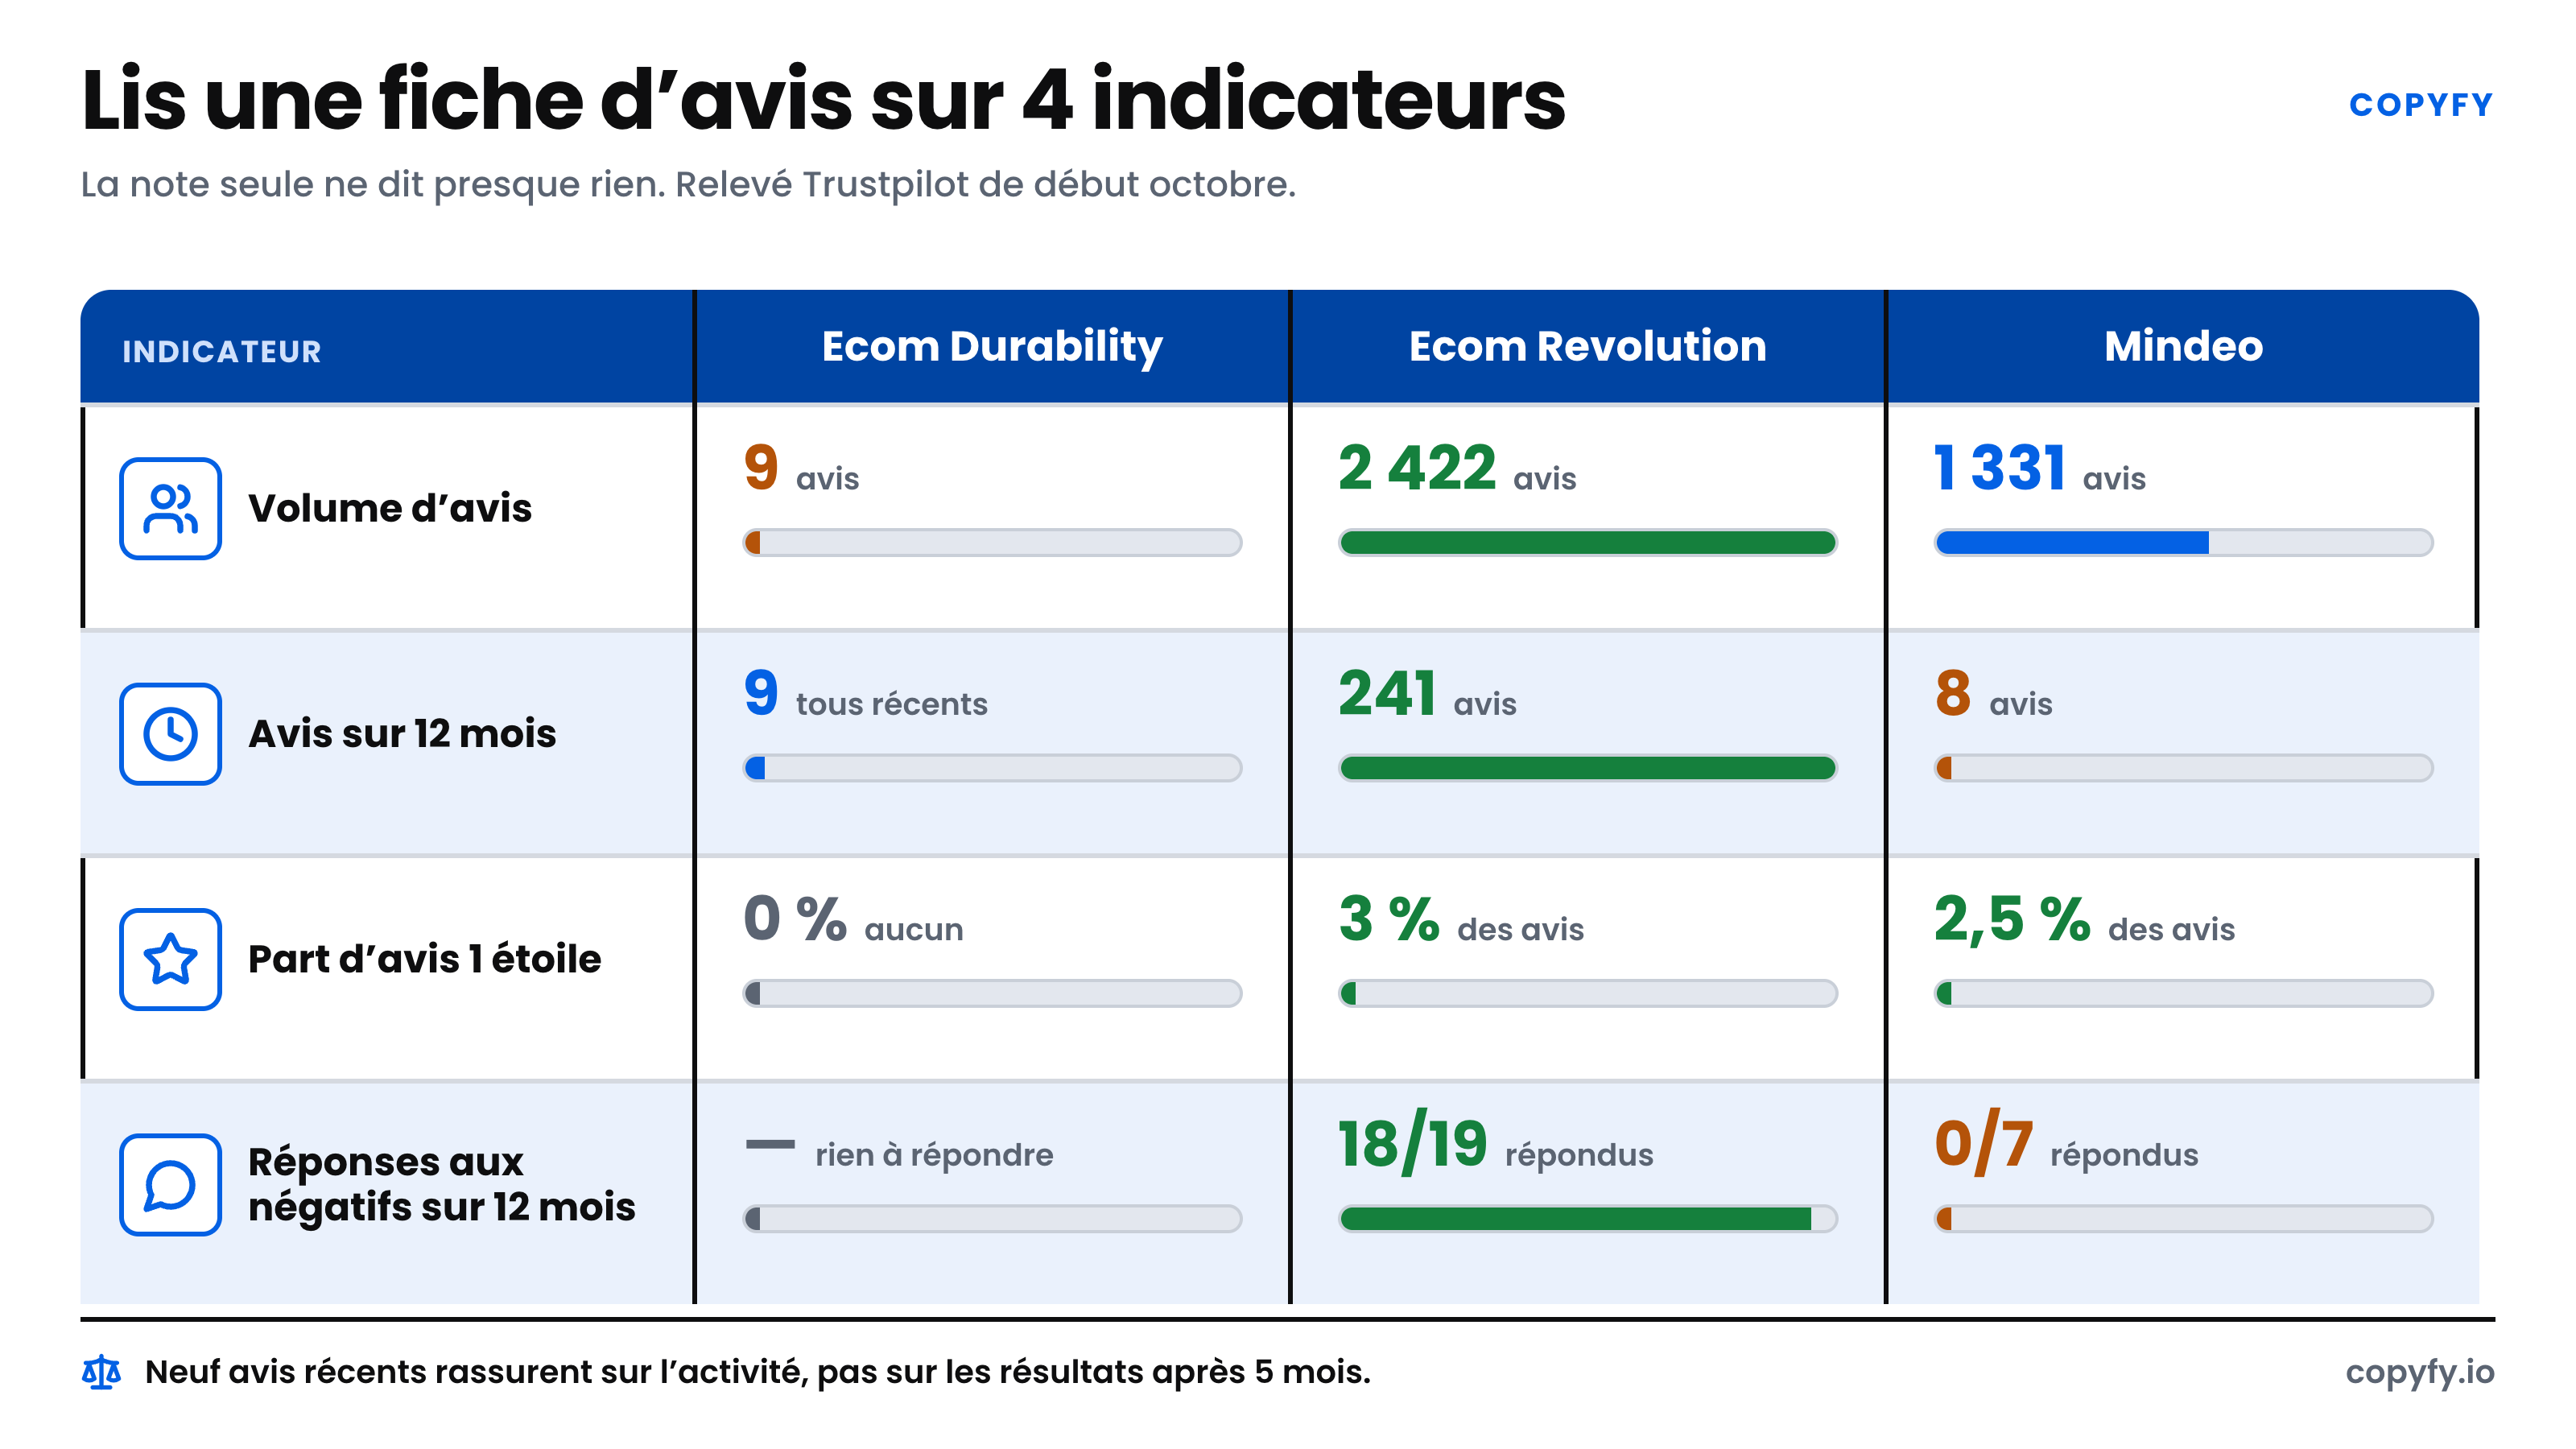 Lis une fiche d’avis sur 4 indicateurs
COPYFY
La note seule ne dit presque rien. Relevé Trustpilot de début octobre.
INDICATEUR
Ecom Durability
Ecom Revolution
Mindeo
Volume d’avis
9 avis
2 422 avis
1 331 avis
Avis sur 12 mois
9 tous récents
241 avis
8 avis
Part d’avis 1 étoile
0 % aucun
3 % des avis
2,5 % des avis
Réponses aux
négatifs sur 12 mois
— rien à répondre
18/19 répondus
0/7 répondus
Neuf avis récents rassurent sur l’activité, pas sur les résultats après 5 mois.
copyfy.io